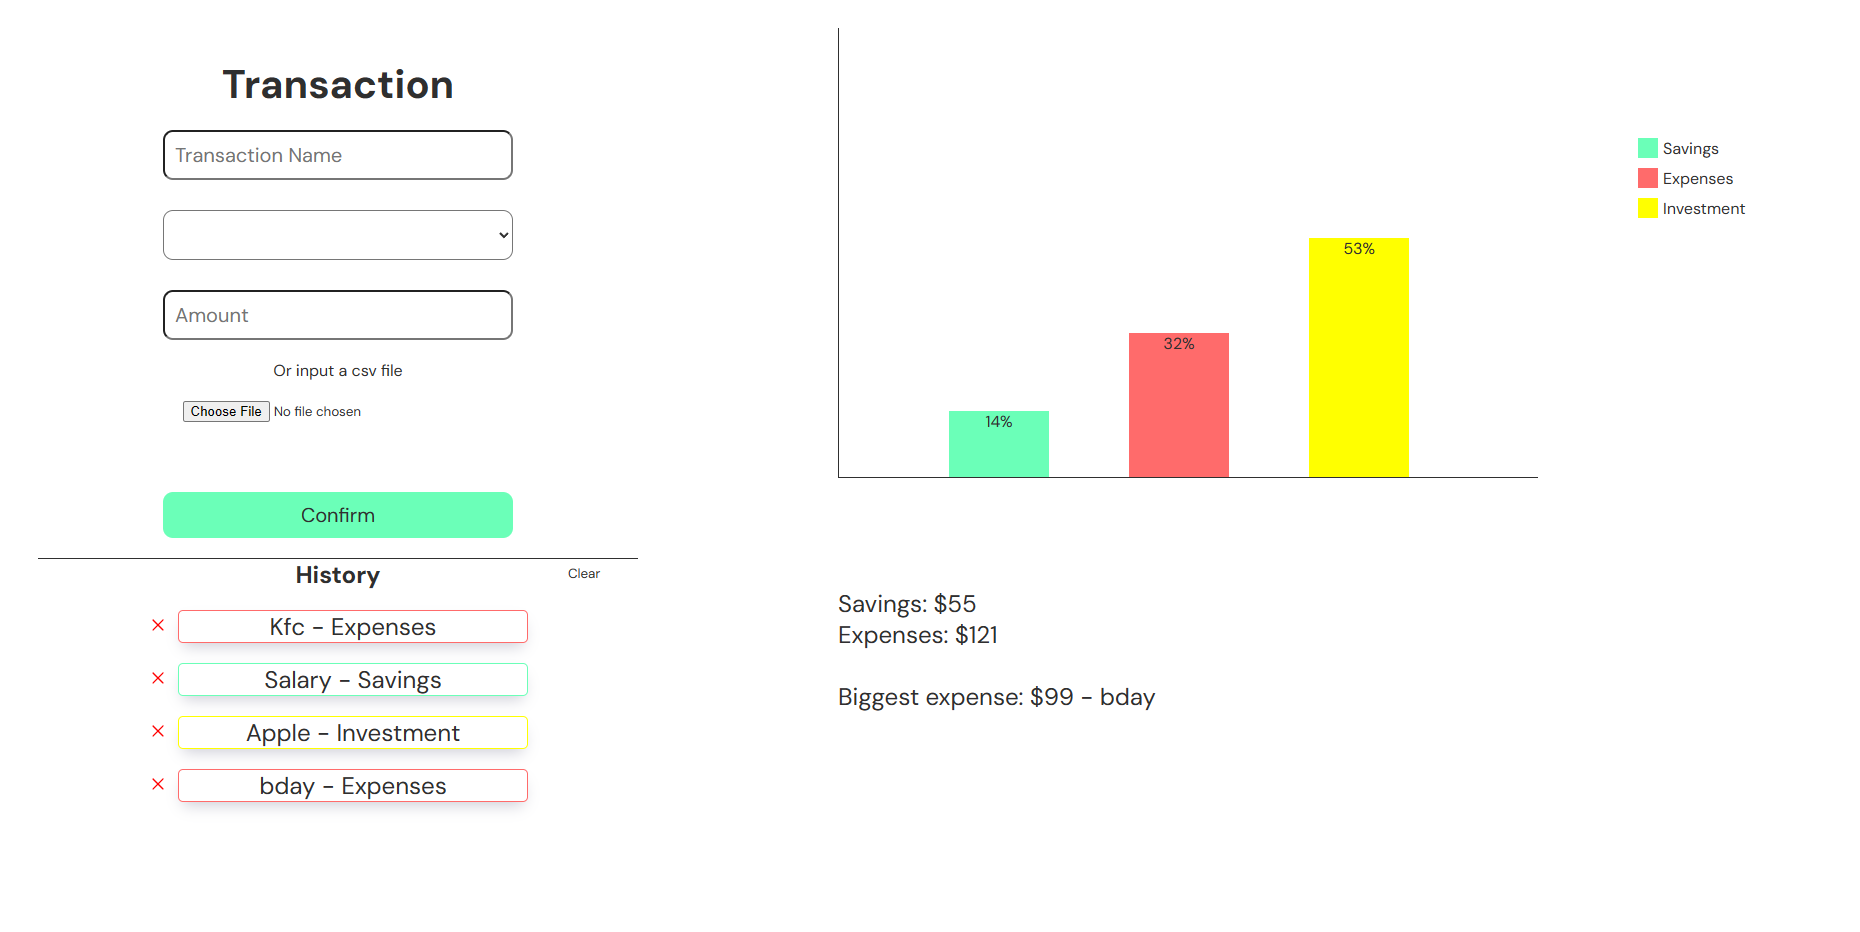 Transaction
Transaction Name
Amount
Or input a csv file
Choose File No file chosen
Confirm
History
Clear
Kfc - Expenses
Salary - Savings
Apple - Investment
bday - Expenses
14%
32%
53%
Savings
Expenses
Investment
Savings: $55
Expenses: $121
Biggest expense: $99 - bday